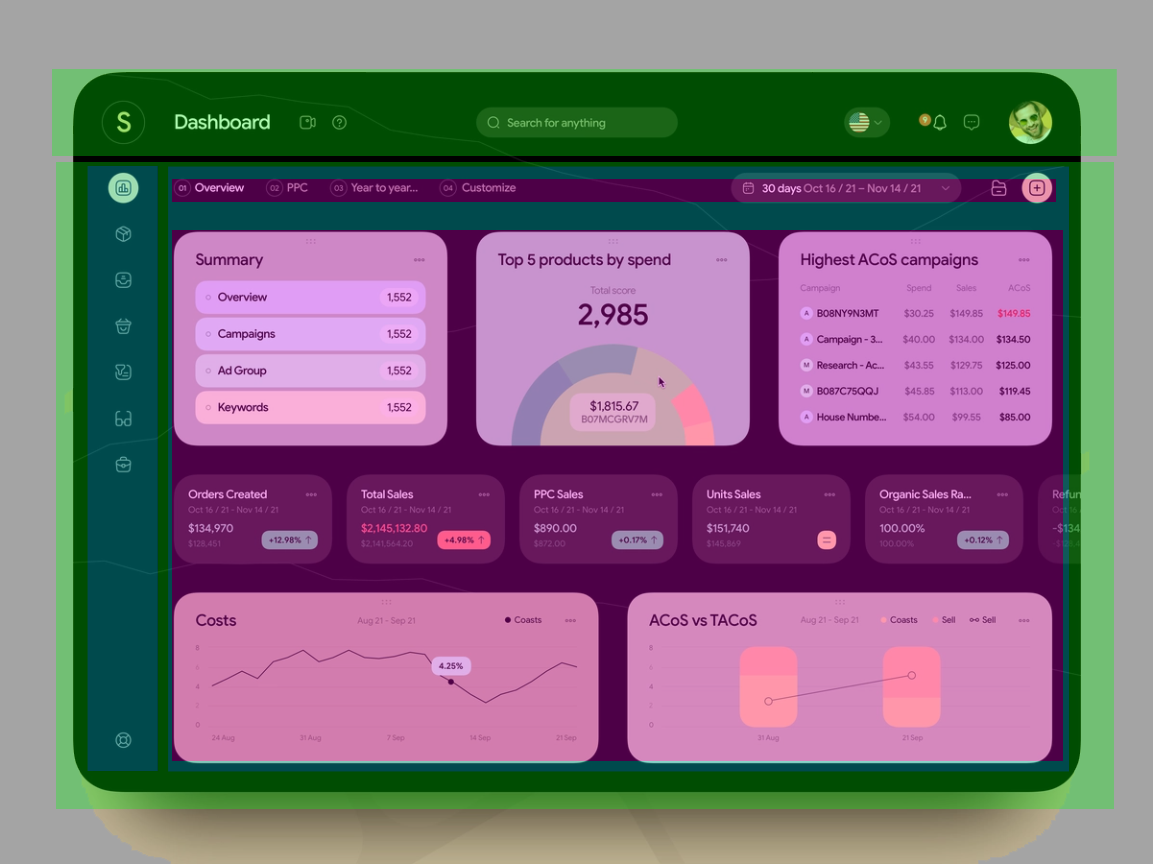 S Dashboard Search for anything 9
01 Overview 02 PPC 03 Year to year... 04 Customize 30 days Oct 16 / 21 – Nov 14 / 21
Summary
Overview 1,552
Campaigns 1,552
Ad Group 1,552
Keywords 1,552
Top 5 products by spend
Total score
2,985
$1,815.67
B07MCGRV7M
Highest ACoS campaigns
Campaign Spend Sales ACoS
A B08NY9N3MT $30.25 $149.85 $149.85
A Campaign - 3... $40.00 $134.00 $134.50
M Research - Ac... $43.55 $129.75 $125.00
M B087C75QQJ $45.85 $113.00 $119.45
A House Numbe... $54.00 $99.55 $85.00
Orders Created
Oct 16 / 21 - Nov 14 / 21
$134,970
$128,451 +12.98% ↑
Total Sales
Oct 16 / 21 - Nov 14 / 21
$2,145,132.80
$2,141,564.20 +4.98% ↑
PPC Sales
Oct 16 / 21 - Nov 14 / 21
$890.00
$872.00 +0.17% ↑
Units Sales
Oct 16 / 21 - Nov 14 / 21
$151,740
$145,869 =
Organic Sales Ra...
Oct 16 / 21 - Nov 14 / 21
100.00%
100.00% +0.12% ↑
Refun
Oct 16
-$134
Costs Aug 21 - Sep 21 Coasts
8
6
4
2
0
4.25%
24 Aug 31 Aug 7 Sep 14 Sep 21 Sep
ACoS vs TACoS Aug 21 - Sep 21 Coasts Sell Sell
8
6
4
2
0
31 Aug 21 Sep